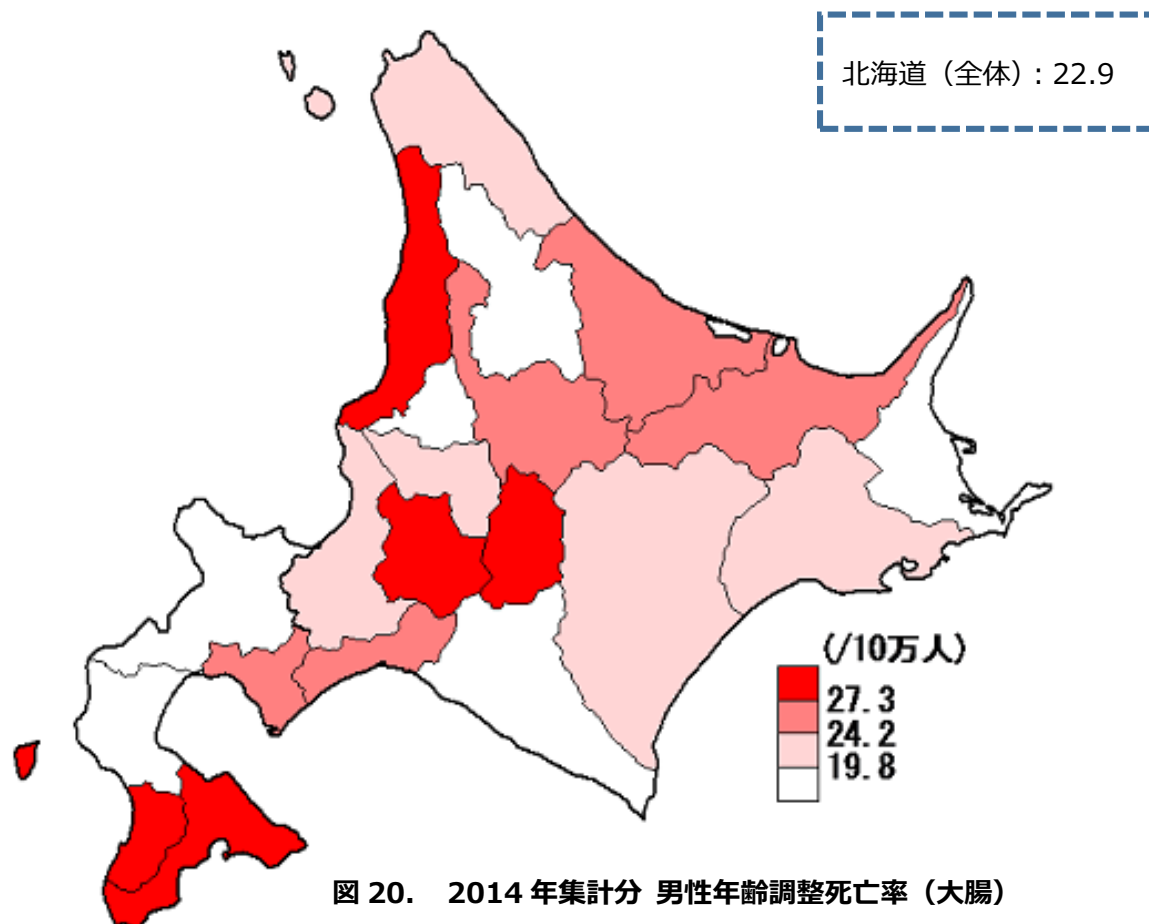 北海道（全体）: 22.9
(/10万人)
27.3
24.2
19.8
図 20. 2014 年集計分 男性年齢調整死亡率（大腸）